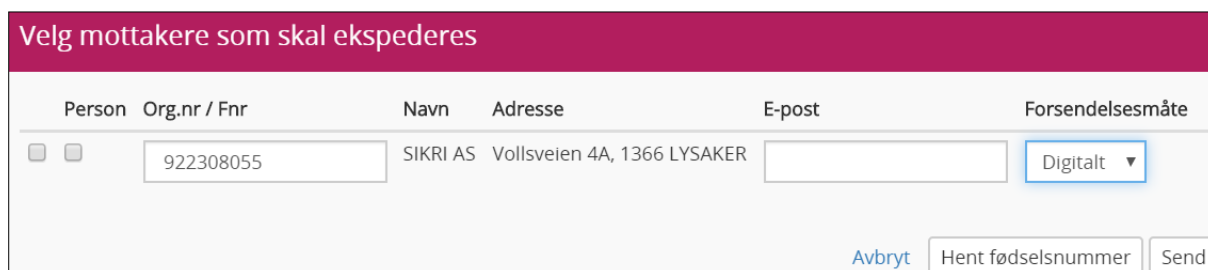 Velg mottakere som skal ekspederes
Person Org.nr / Fnr Navn Adresse E-post Forsendelsesmåte
922308055 SIKRI AS Vollsveien 4A, 1366 LYSAKER Digitalt
Avbryt Hent fødselsnummer Send